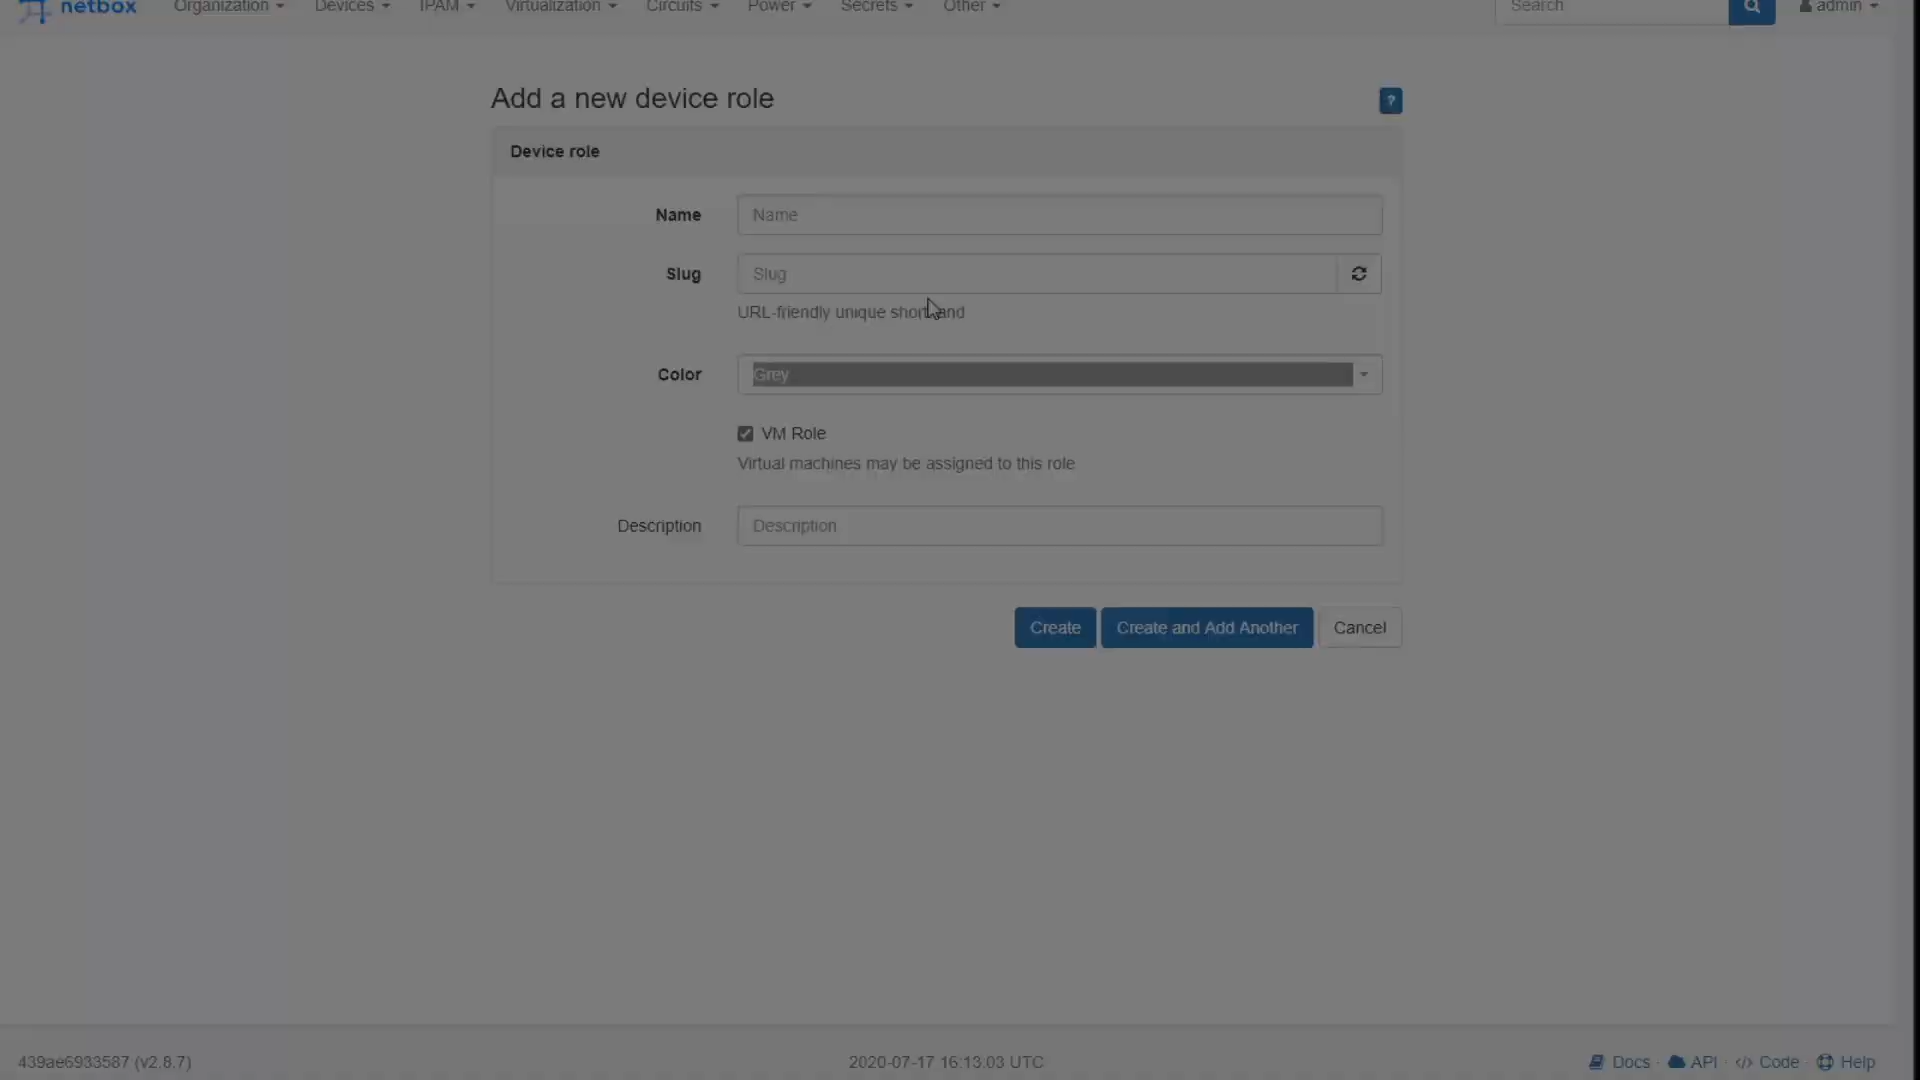 netbox Organization Devices IPAM Virtualization Circuits Power Secrets Other Search admin
Add a new device role ?
Device role
Name Name
Slug Slug
URL-friendly unique shorthand
Color Grey
VM Role
Virtual machines may be assigned to this role
Description Description
Create Create and Add Another Cancel
439ae6933587 (v2.8.7) 2020-07-17 16:13:03 UTC Docs · API · </> Code · Help